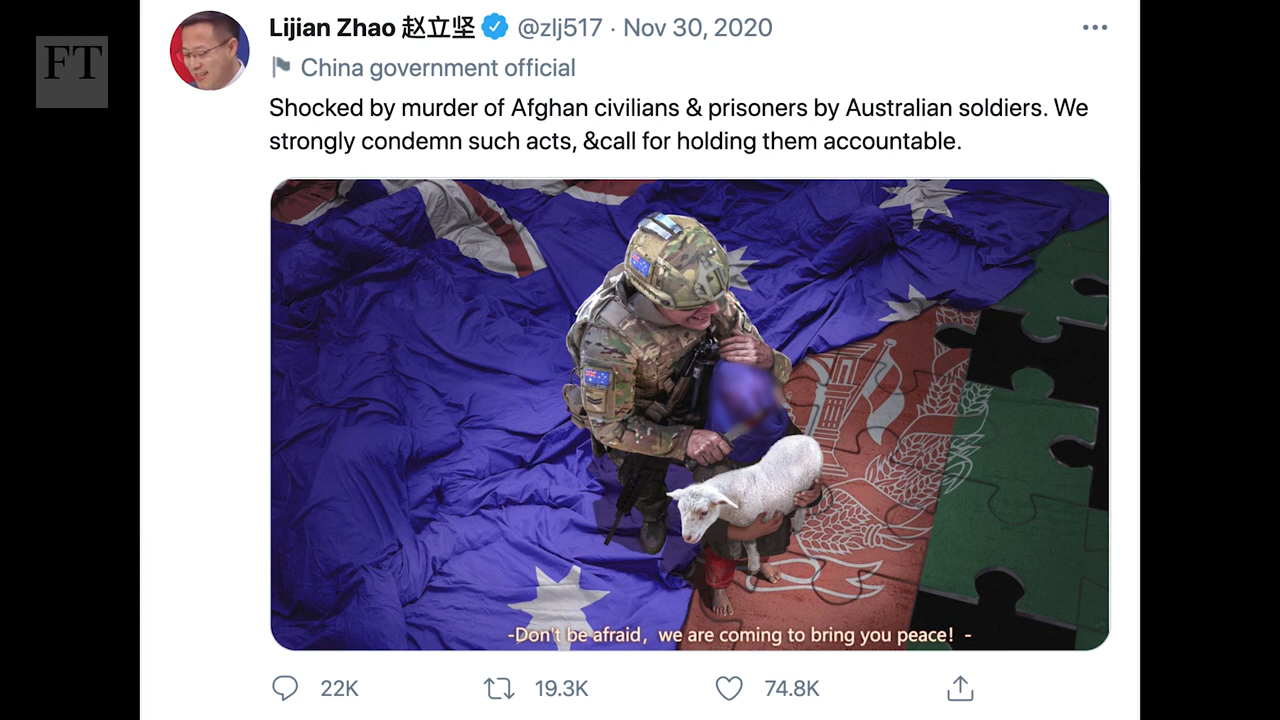 FT
Lijian Zhao 赵立坚 @zlj517 · Nov 30, 2020
China government official
Shocked by murder of Afghan civilians & prisoners by Australian soldiers. We
strongly condemn such acts, &call for holding them accountable.
-Don't be afraid，we are coming to bring you peace！-
22K 19.3K 74.8K